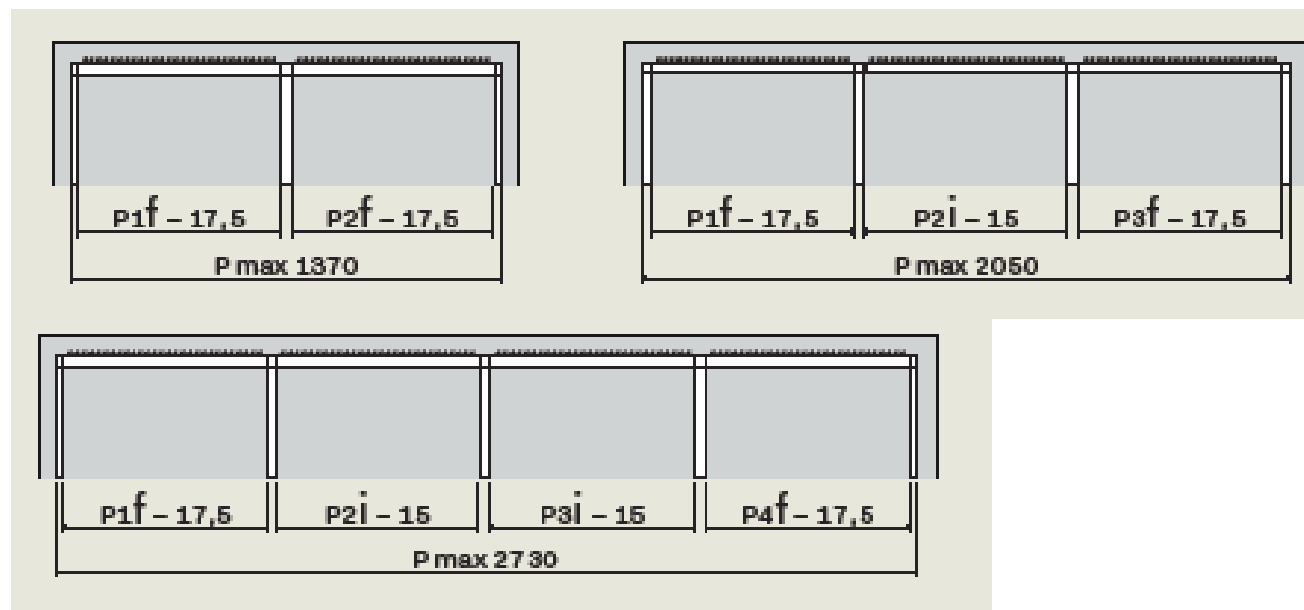 P1f – 17,5 P2f – 17,5
P max 1370
P1f – 17,5 P2i – 15 P3f – 17,5
P max 2050
P1f – 17,5 P2i – 15 P3i – 15 P4f – 17,5
P max 2730